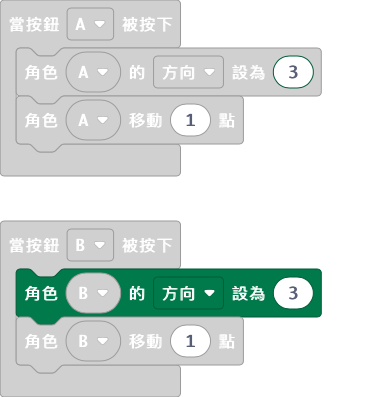 當按鈕 A 被按下
角色 A 的 方向 設為 3
角色 A 移動 1 點
當按鈕 B 被按下
角色 B 的 方向 設為 3
角色 B 移動 1 點